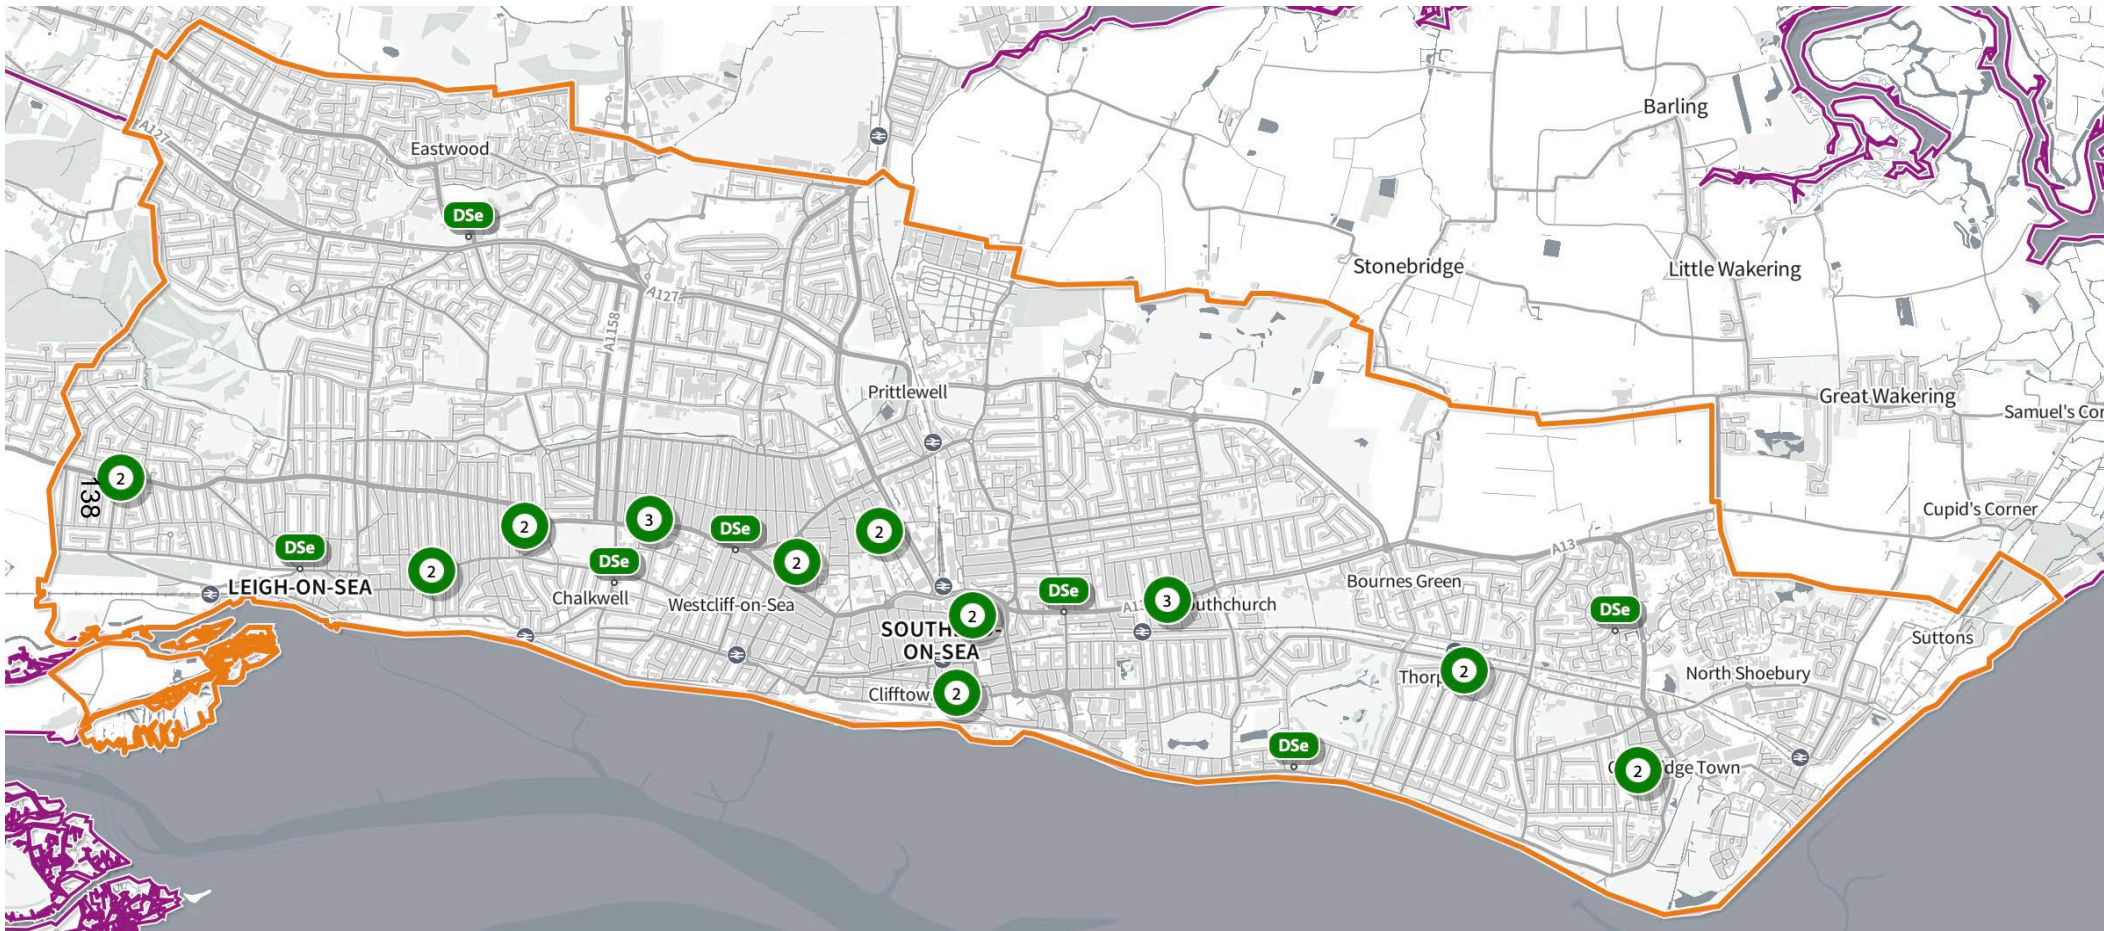 Barling
A127
Eastwood
DSe
Stonebridge
Little Wakering
A127
A1158
Prittlewell
Great Wakering
Samuel's Cor
2
138
Cupid's Corner
2
3
DSe
2
A13
DSe
DSe
2
2
Bournes Green
LEIGH-ON-SEA
Chalkwell
Westcliff-on-Sea
DSe
A13
3
uthchurch
DSe
2
SOUTH
ON-SEA
Suttons
2
Thorp
North Shoebury
Clifftow
2
DSe
2
dge Town